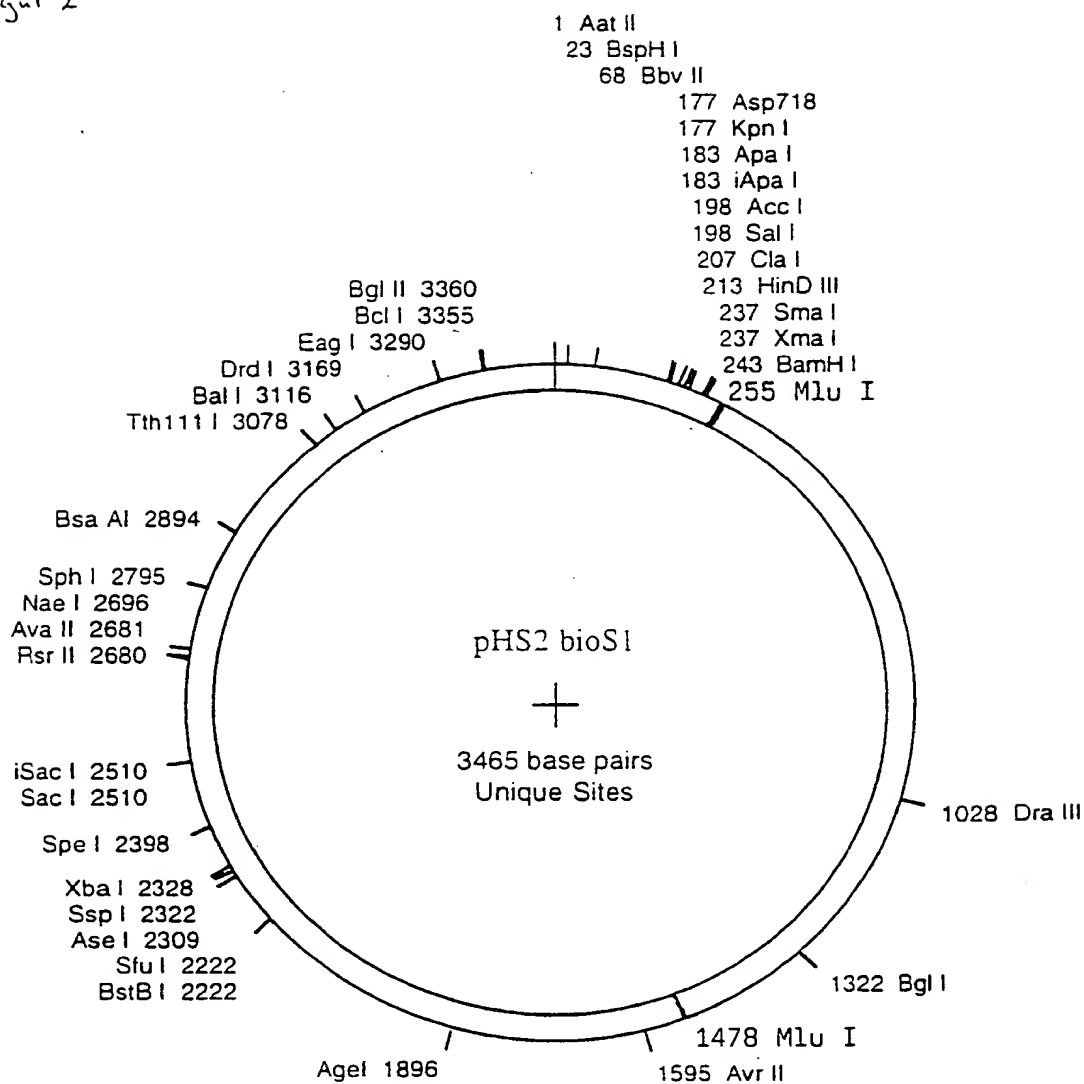 1 Aat II
23 BspH I
68 Bbv II
177 Asp718
177 Kpn I
183 Apa I
183 iApa I
198 Acc I
198 Sal I
207 Cla I
213 HinD III
237 Sma I
237 Xma I
243 BamH I
255 Mlu I
Bgl II 3360
Bcl I 3355
Eag I 3290
Drd I 3169
Bal I 3116
Tth111 I 3078
Bsa AI 2894
Sph I 2795
Nae I 2696
Ava II 2681
Rsr II 2680
pHS2 bioS1
3465 base pairs
Unique Sites
iSac I 2510
Sac I 2510
Spe I 2398
Xba I 2328
Ssp I 2322
Ase I 2309
Sfu I 2222
BstB I 2222
1028 Dra III
1322 Bgl I
1478 Mlu I
AgeI 1896
1595 Avr II